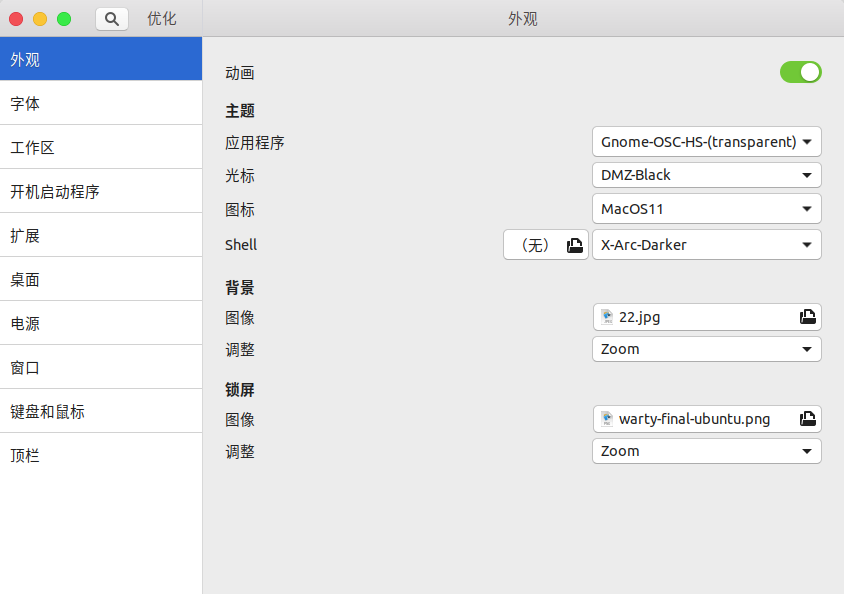 优化
外观
外观
字体
工作区
开机启动程序
扩展
桌面
电源
窗口
键盘和鼠标
顶栏
动画
主题
应用程序 Gnome-OSC-HS-(transparent)
光标 DMZ-Black
图标 MacOS11
Shell （无） X-Arc-Darker
背景
图像 22.jpg
调整 Zoom
锁屏
图像 warty-final-ubuntu.png
调整 Zoom